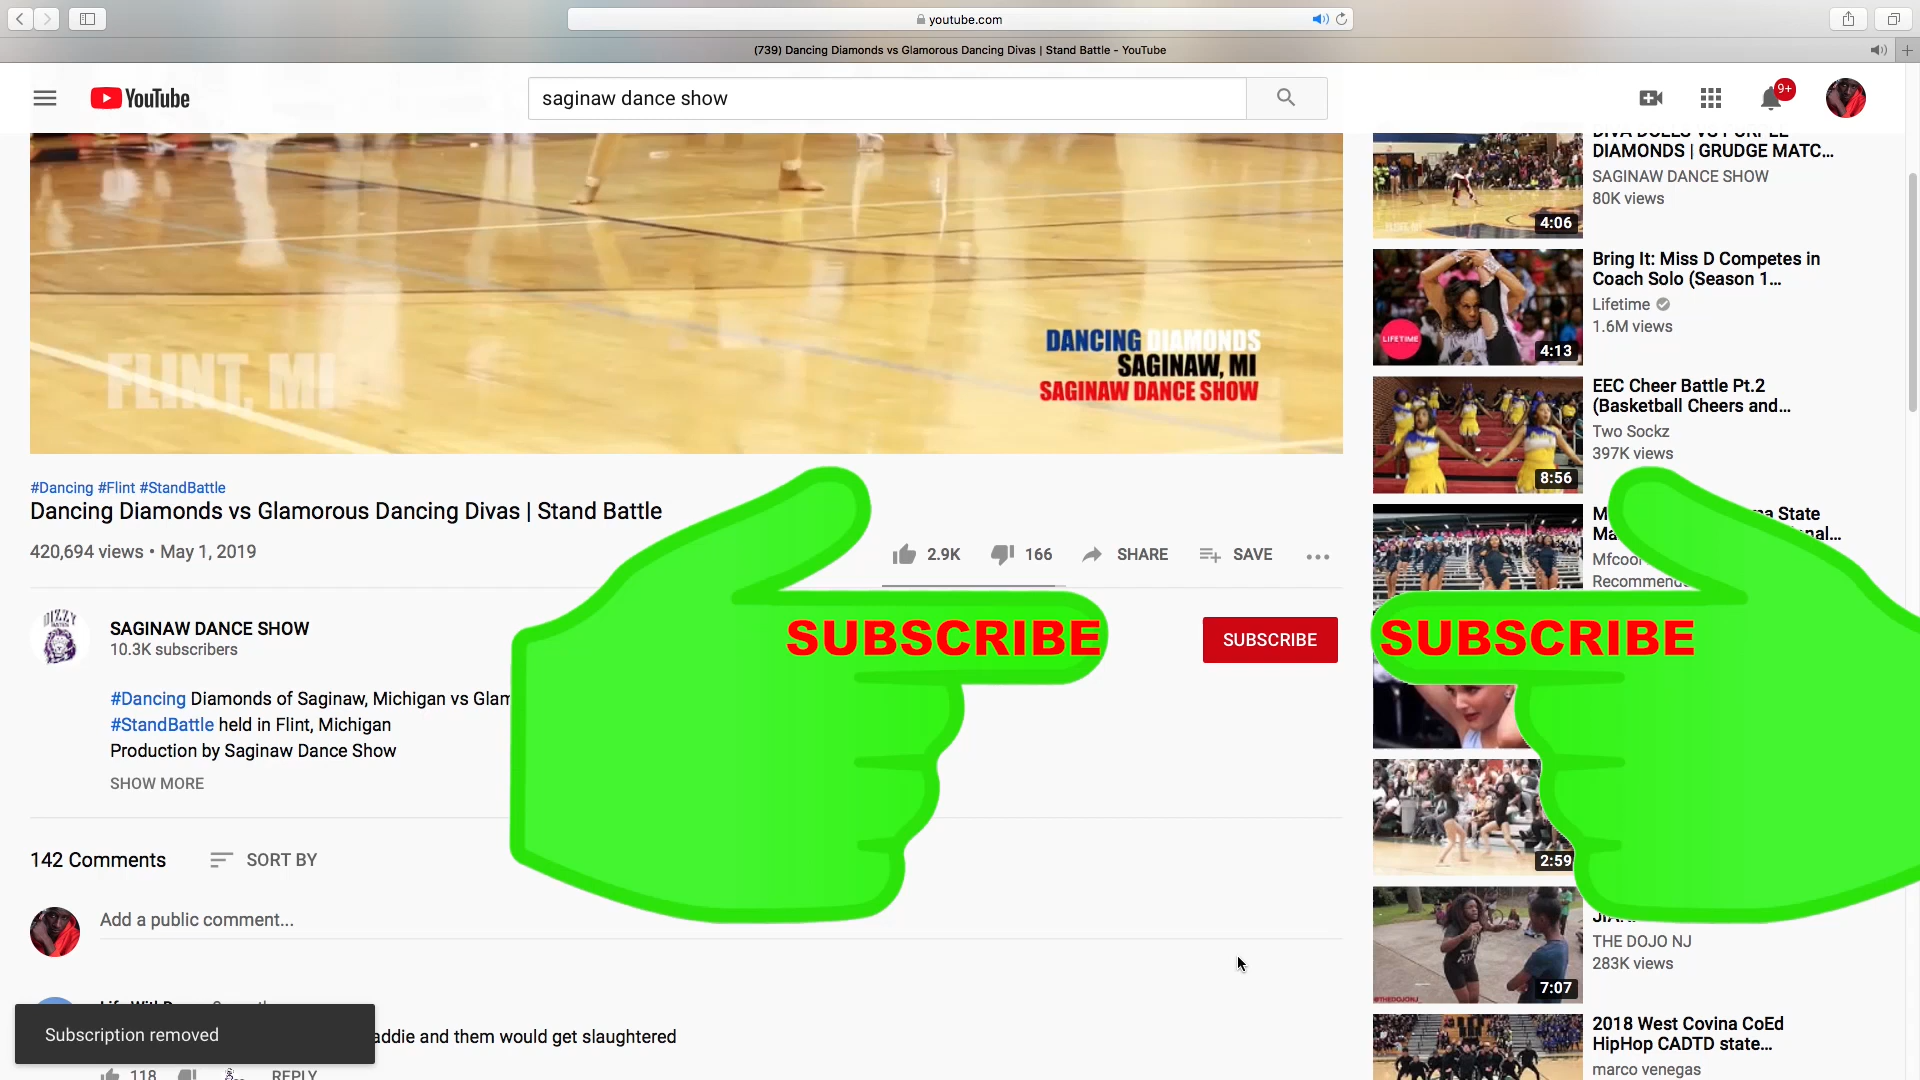 youtube.com
(739) Dancing Diamonds vs Glamorous Dancing Divas | Stand Battle - YouTube
YouTube
saginaw dance show
9+
DIAMONDS | GRUDGE MATC...
SAGINAW DANCE SHOW
80K views
4:06
Bring It: Miss D Competes in
Coach Solo (Season 1...
Lifetime
1.6M views
LIFETIME
4:13
EEC Cheer Battle Pt.2
(Basketball Cheers and...
Two Sockz
397K views
8:56
FLINT, MI
DANCING DIAMONDS
SAGINAW, MI
SAGINAW DANCE SHOW
#Dancing #Flint #StandBattle
Dancing Diamonds vs Glamorous Dancing Divas | Stand Battle
420,694 views • May 1, 2019
2.9K
166
SHARE
SAVE
State
SAGINAW DANCE SHOW
10.3K subscribers
SUBSCRIBE
SUBSCRIBE
SUBSCRIBE
#Dancing Diamonds of Saginaw, Michigan vs Glam
#StandBattle held in Flint, Michigan
Production by Saginaw Dance Show
SHOW MORE
142 Comments
SORT BY
Add a public comment...
2:59
THE DOJO NJ
283K views
7:07
#THEDOJONJ
2018 West Covina CoEd
HipHop CADTD state...
marco venegas
Subscription removed
addie and them would get slaughtered
118
REPLY